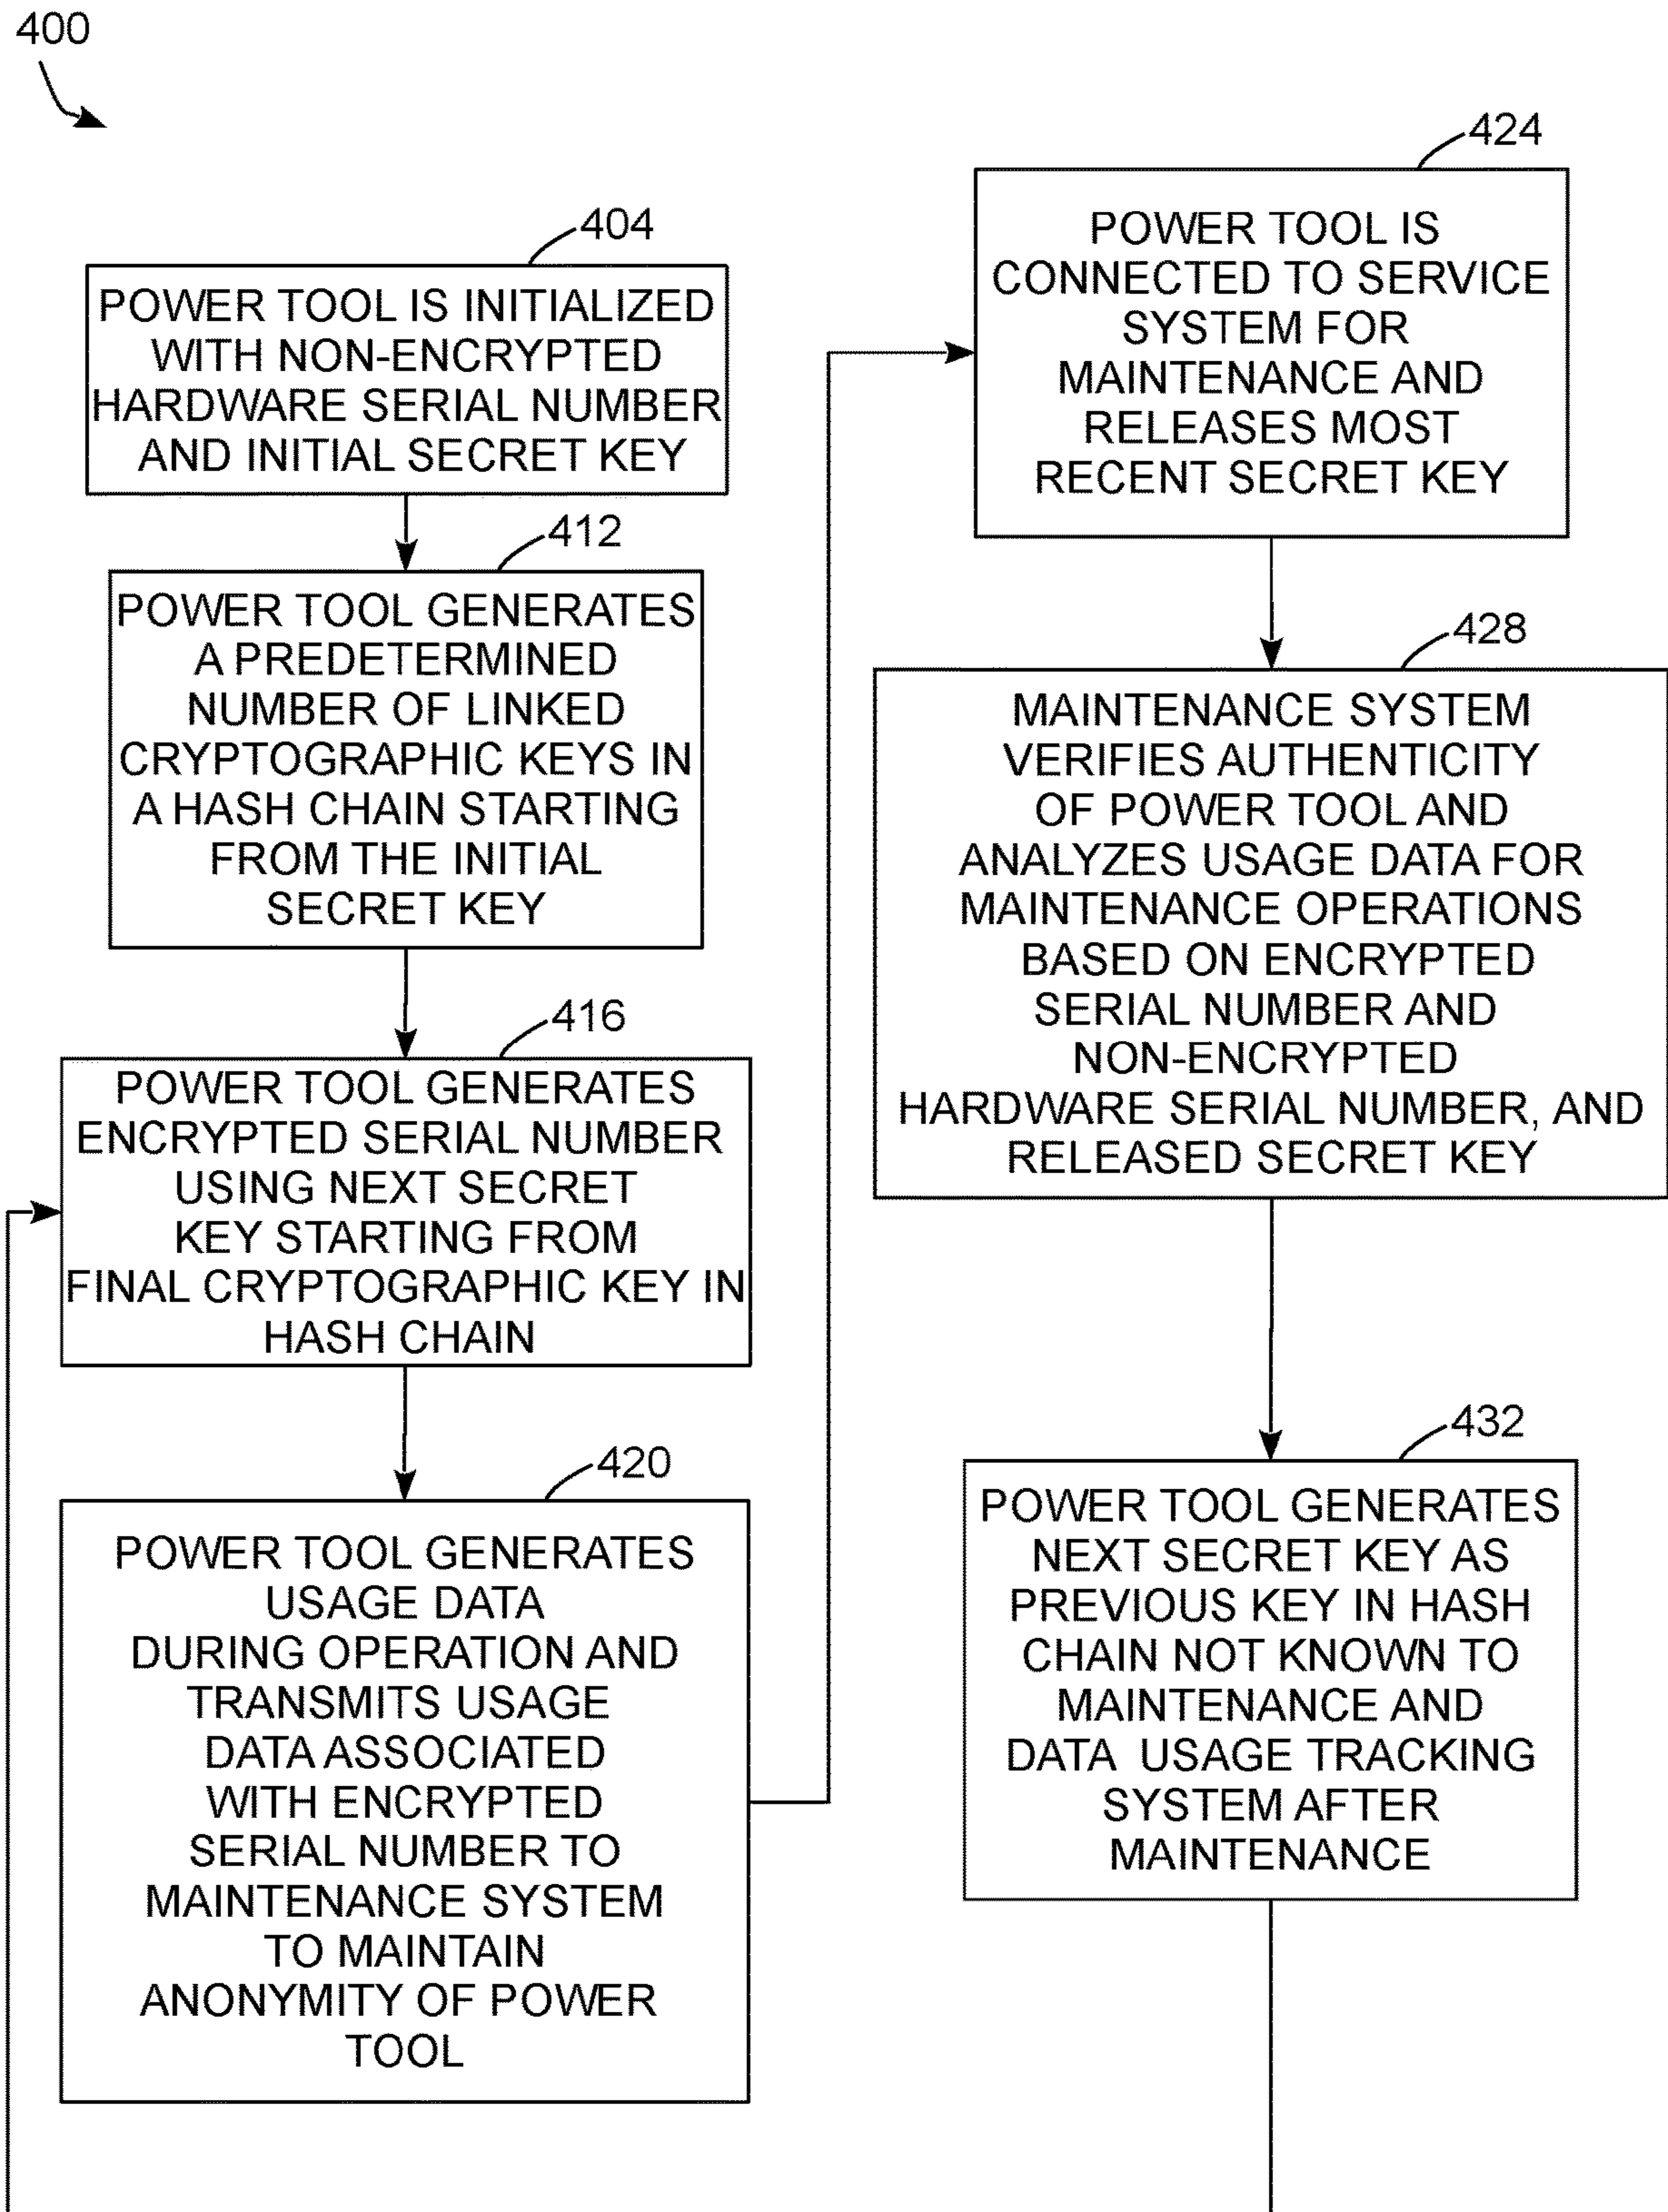 400
404
POWER TOOL IS INITIALIZED
WITH NON-ENCRYPTED
HARDWARE SERIAL NUMBER
AND INITIAL SECRET KEY
412
POWER TOOL GENERATES
A PREDETERMINED
NUMBER OF LINKED
CRYPTOGRAPHIC KEYS IN
A HASH CHAIN STARTING
FROM THE INITIAL
SECRET KEY
416
POWER TOOL GENERATES
ENCRYPTED SERIAL NUMBER
USING NEXT SECRET
KEY STARTING FROM
FINAL CRYPTOGRAPHIC KEY IN
HASH CHAIN
420
POWER TOOL GENERATES
USAGE DATA
DURING OPERATION AND
TRANSMITS USAGE
DATA ASSOCIATED
WITH ENCRYPTED
SERIAL NUMBER TO
MAINTENANCE SYSTEM
TO MAINTAIN
ANONYMITY OF POWER
TOOL
424
POWER TOOL IS
CONNECTED TO SERVICE
SYSTEM FOR
MAINTENANCE AND
RELEASES MOST
RECENT SECRET KEY
428
MAINTENANCE SYSTEM
VERIFIES AUTHENTICITY
OF POWER TOOL AND
ANALYZES USAGE DATA FOR
MAINTENANCE OPERATIONS
BASED ON ENCRYPTED
SERIAL NUMBER AND
NON-ENCRYPTED
HARDWARE SERIAL NUMBER, AND
RELEASED SECRET KEY
432
POWER TOOL GENERATES
NEXT SECRET KEY AS
PREVIOUS KEY IN HASH
CHAIN NOT KNOWN TO
MAINTENANCE AND
DATA USAGE TRACKING
SYSTEM AFTER
MAINTENANCE